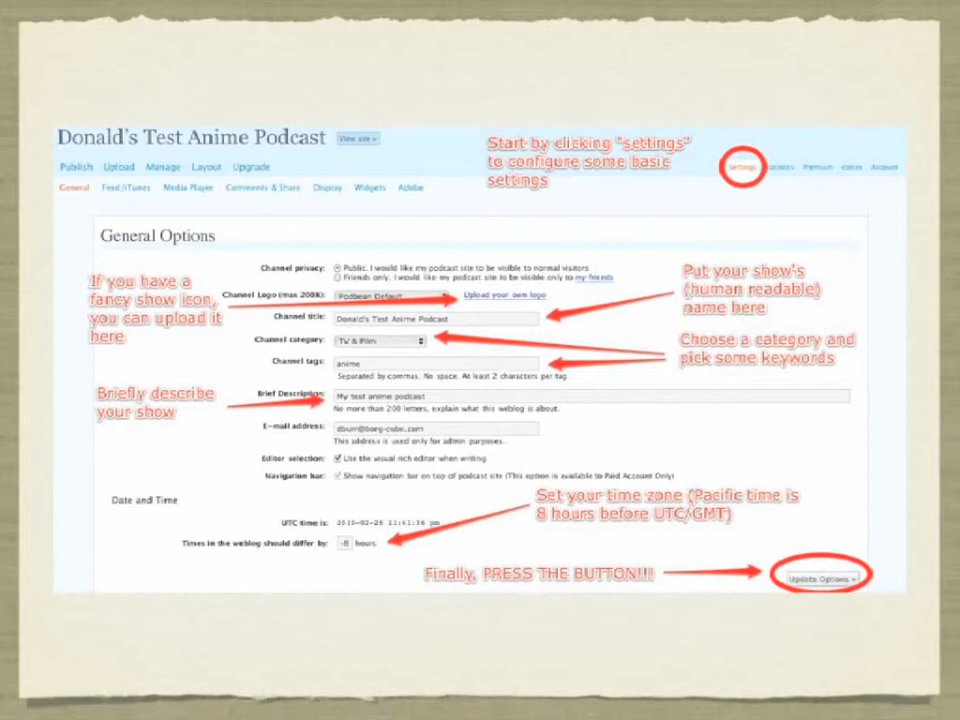 Donald's Test Anime Podcast View site »
Start by clicking "settings"
to configure some basic
settings
Publish Upload Manage Layout Upgrade
Settings Statistics Premium Account
General Feed/iTunes Media Player Comments & Share Display Widgets Adobe
General Options
Channel privacy: Public. I would like my podcast site to be visible to normal visitors
Friends only. I would like my podcast site to be visible only to my friends
If you have a
fancy show icon,
you can upload it
here
Channel Logo (max 200K): Podbean Default Upload your own logo
Put your show's
(human readable)
name here
Channel title: Donald's Test Anime Podcast
Channel category: TV & Film
Choose a category and
pick some keywords
Channel tags: anime
Separated by commas. No space. At least 2 characters per tag
Briefly describe
your show
Brief Description: My test anime podcast
No more than 200 letters, explain what this weblog is about.
E-mail address: dburr@borg-cube.com
This address is used only for admin purposes.
Editor selection: Use the visual rich editor when writing
Navigation bar: Show navigation bar on top of podcast site (This option is available to Paid Account Only)
Date and Time
Set your time zone (Pacific time is
8 hours before UTC/GMT)
UTC time is: 2010-02-28 11:41:36 pm
Times in the weblog should differ by: -8 hours
Finally, PRESS THE BUTTON!!!
Update Options »